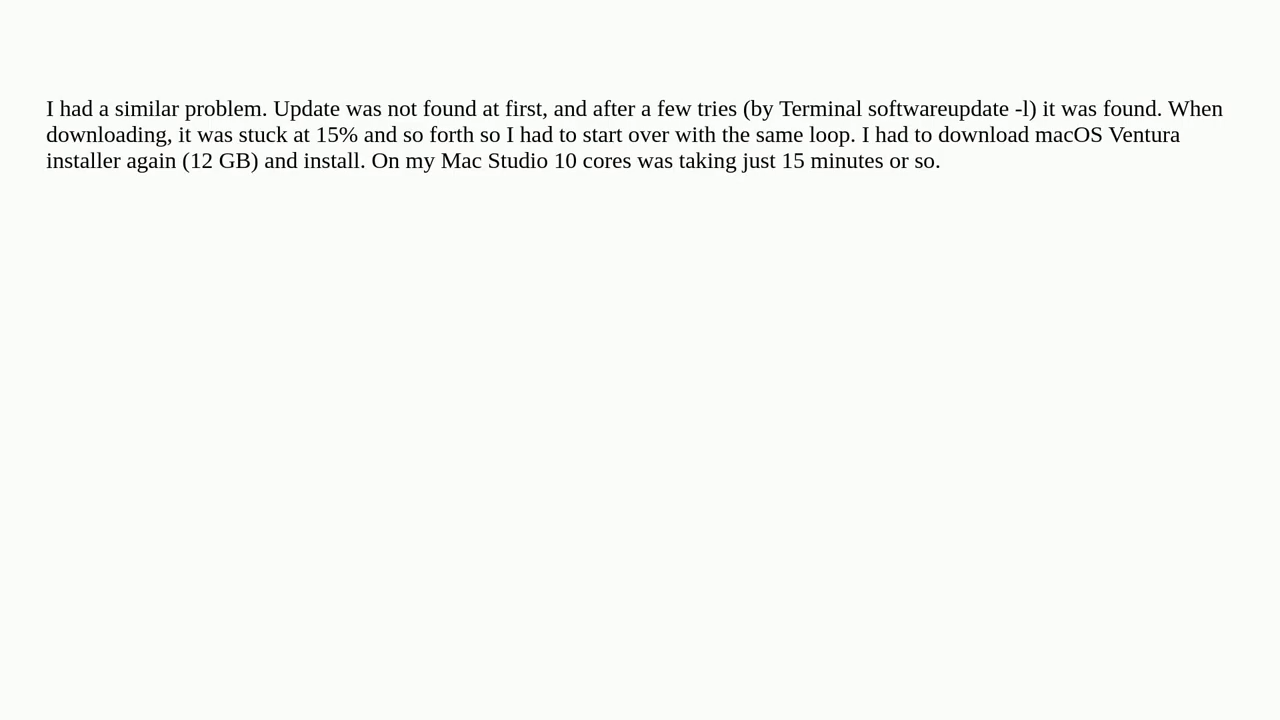 I had a similar problem. Update was not found at first, and after a few tries (by Terminal softwareupdate -l) it was found. When
downloading, it was stuck at 15% and so forth so I had to start over with the same loop. I had to download macOS Ventura
installer again (12 GB) and install. On my Mac Studio 10 cores was taking just 15 minutes or so.